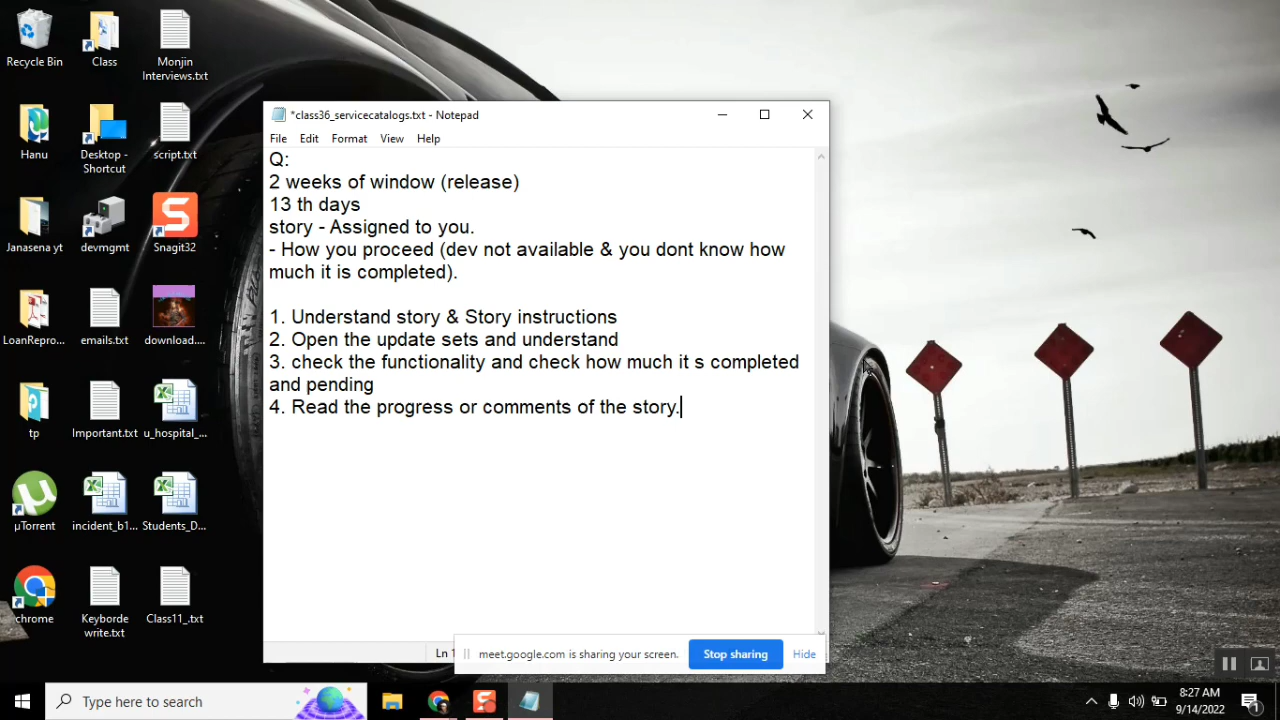 Recycle Bin
Class
Monjin
Interviews.txt
Hanu
Desktop -
Shortcut
script.txt
Janasena yt
devmgmt
Snagit32
LoanRepro...
emails.txt
download....
tp
Important.txt
u_hospital_...
µTorrent
incident_b1...
Students_D...
chrome
Keyborde
write.txt
Class11_.txt
*class36_servicecatalogs.txt - Notepad
File Edit Format View Help
Q:
2 weeks of window (release)
13 th days
story - Assigned to you.
- How you proceed (dev not available & you dont know how
much it is completed).
1. Understand story & Story instructions
2. Open the update sets and understand
3. check the functionality and check how much it s completed
and pending
4. Read the progress or comments of the story.
Ln 1
meet.google.com is sharing your screen.
Stop sharing
Hide
Type here to search
8:27 AM
9/14/2022
1